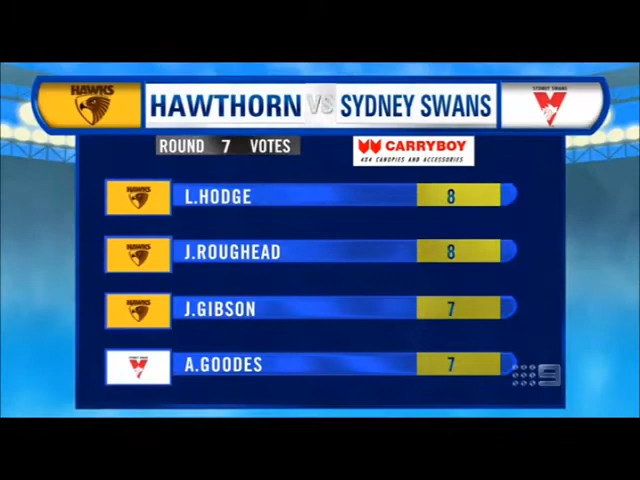 HAWKS
HAWTHORN VS SYDNEY SWANS
SYDNEY SWANS
ROUND 7 VOTES
CARRYBOY
4X4 CANOPIES AND ACCESSORIES
HAWKS
L.HODGE 8
HAWKS
J.ROUGHEAD 8
HAWKS
J.GIBSON 7
A.GOODES 7
9